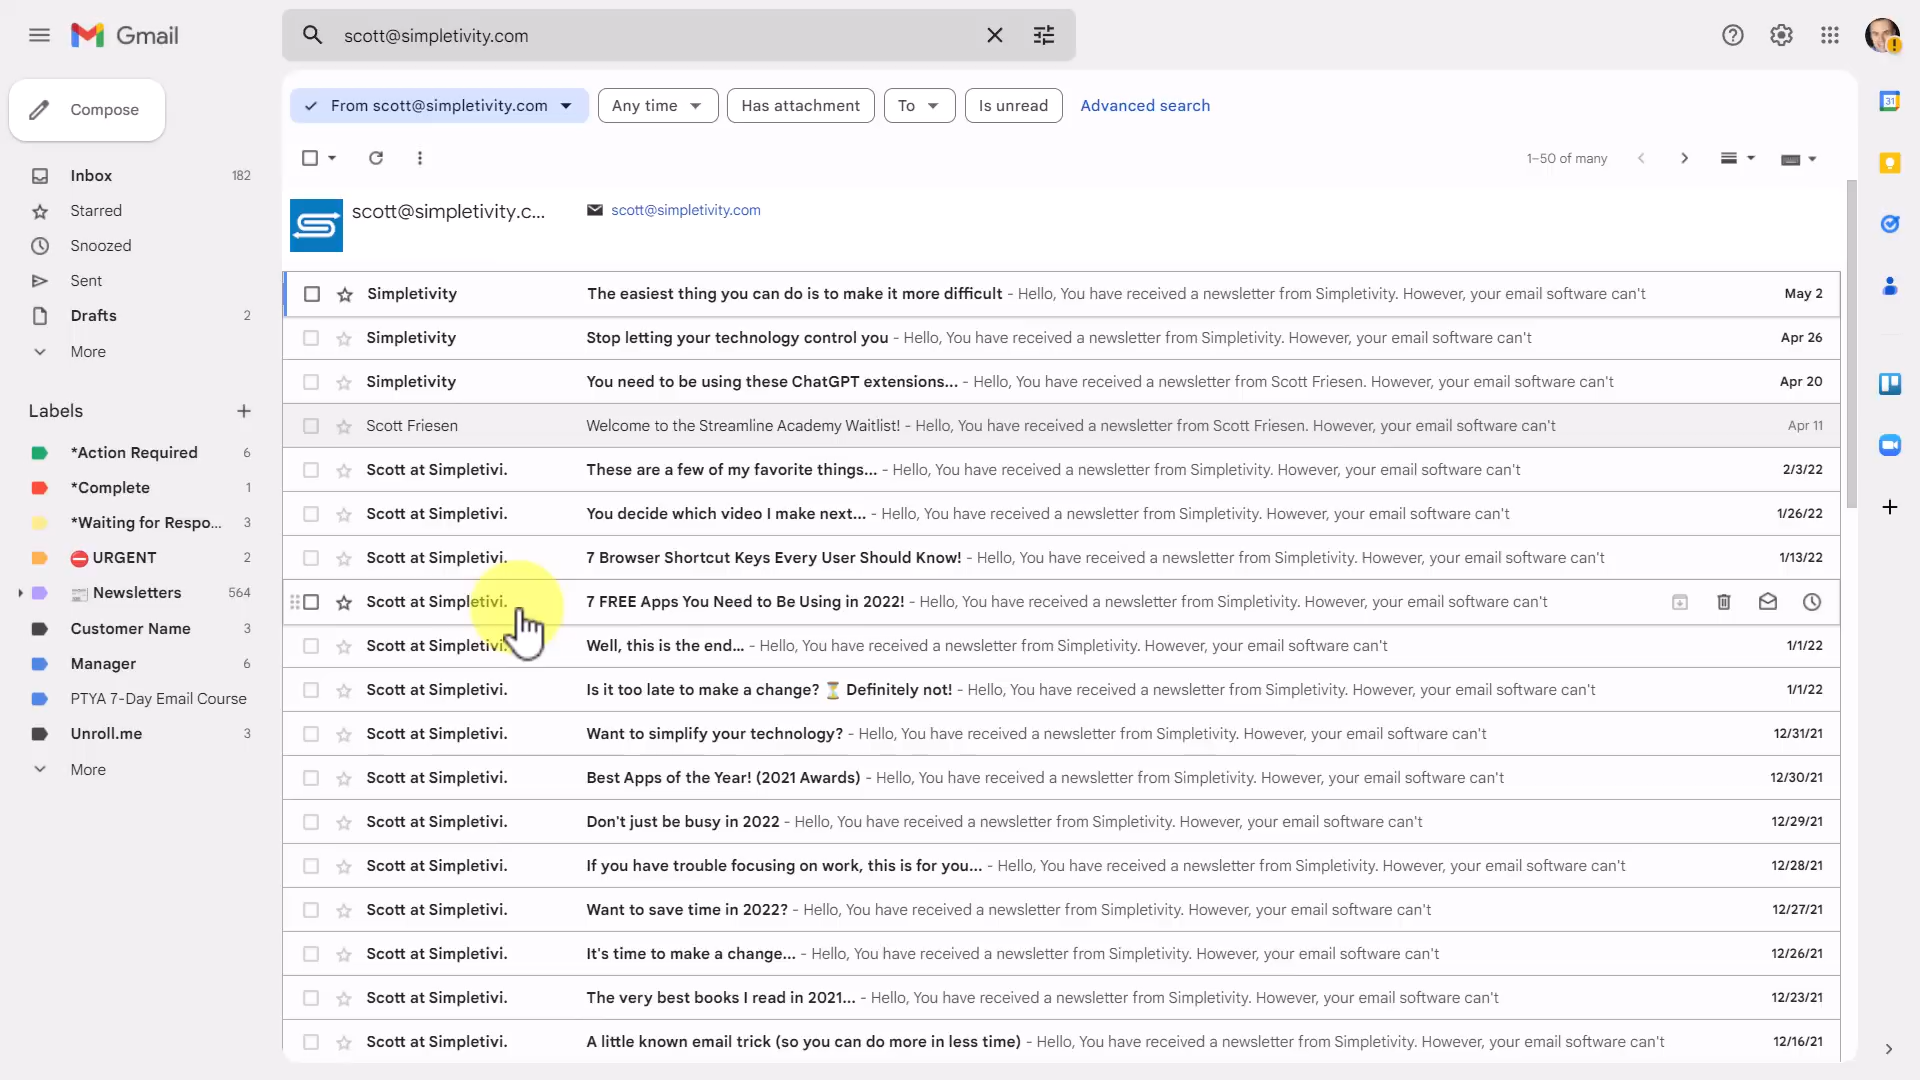 Gmail
scott@simpletivity.com
Compose
From scott@simpletivity.com
Any time
Has attachment
To
Is unread
Advanced search
1–50 of many
Inbox 182
Starred
Snoozed
Sent
Drafts 2
More
Labels
*Action Required 6
*Complete 1
*Waiting for Respo... 3
⛔ URGENT 2
📰 Newsletters 564
Customer Name 3
Manager 6
PTYA 7-Day Email Course
Unroll.me 3
More
scott@simpletivity.c... scott@simpletivity.com
Simpletivity The easiest thing you can do is to make it more difficult - Hello, You have received a newsletter from Simpletivity. However, your email software can't May 2
Simpletivity Stop letting your technology control you - Hello, You have received a newsletter from Simpletivity. However, your email software can't Apr 26
Simpletivity You need to be using these ChatGPT extensions... - Hello, You have received a newsletter from Scott Friesen. However, your email software can't Apr 20
Scott Friesen Welcome to the Streamline Academy Waitlist! - Hello, You have received a newsletter from Scott Friesen. However, your email software can't Apr 11
Scott at Simpletivi. These are a few of my favorite things... - Hello, You have received a newsletter from Simpletivity. However, your email software can't 2/3/22
Scott at Simpletivi. You decide which video I make next... - Hello, You have received a newsletter from Simpletivity. However, your email software can't 1/26/22
Scott at Simpletivi. 7 Browser Shortcut Keys Every User Should Know! - Hello, You have received a newsletter from Simpletivity. However, your email software can't 1/13/22
Scott at Simpletivi. 7 FREE Apps You Need to Be Using in 2022! - Hello, You have received a newsletter from Simpletivity. However, your email software can't
Scott at Simpletivi. Well, this is the end... - Hello, You have received a newsletter from Simpletivity. However, your email software can't 1/1/22
Scott at Simpletivi. Is it too late to make a change? ⏳ Definitely not! - Hello, You have received a newsletter from Simpletivity. However, your email software can't 1/1/22
Scott at Simpletivi. Want to simplify your technology? - Hello, You have received a newsletter from Simpletivity. However, your email software can't 12/31/21
Scott at Simpletivi. Best Apps of the Year! (2021 Awards) - Hello, You have received a newsletter from Simpletivity. However, your email software can't 12/30/21
Scott at Simpletivi. Don't just be busy in 2022 - Hello, You have received a newsletter from Simpletivity. However, your email software can't 12/29/21
Scott at Simpletivi. If you have trouble focusing on work, this is for you... - Hello, You have received a newsletter from Simpletivity. However, your email software can't 12/28/21
Scott at Simpletivi. Want to save time in 2022? - Hello, You have received a newsletter from Simpletivity. However, your email software can't 12/27/21
Scott at Simpletivi. It's time to make a change... - Hello, You have received a newsletter from Simpletivity. However, your email software can't 12/26/21
Scott at Simpletivi. The very best books I read in 2021... - Hello, You have received a newsletter from Simpletivity. However, your email software can't 12/23/21
Scott at Simpletivi. A little known email trick (so you can do more in less time) - Hello, You have received a newsletter from Simpletivity. However, your email software can't 12/16/21
31